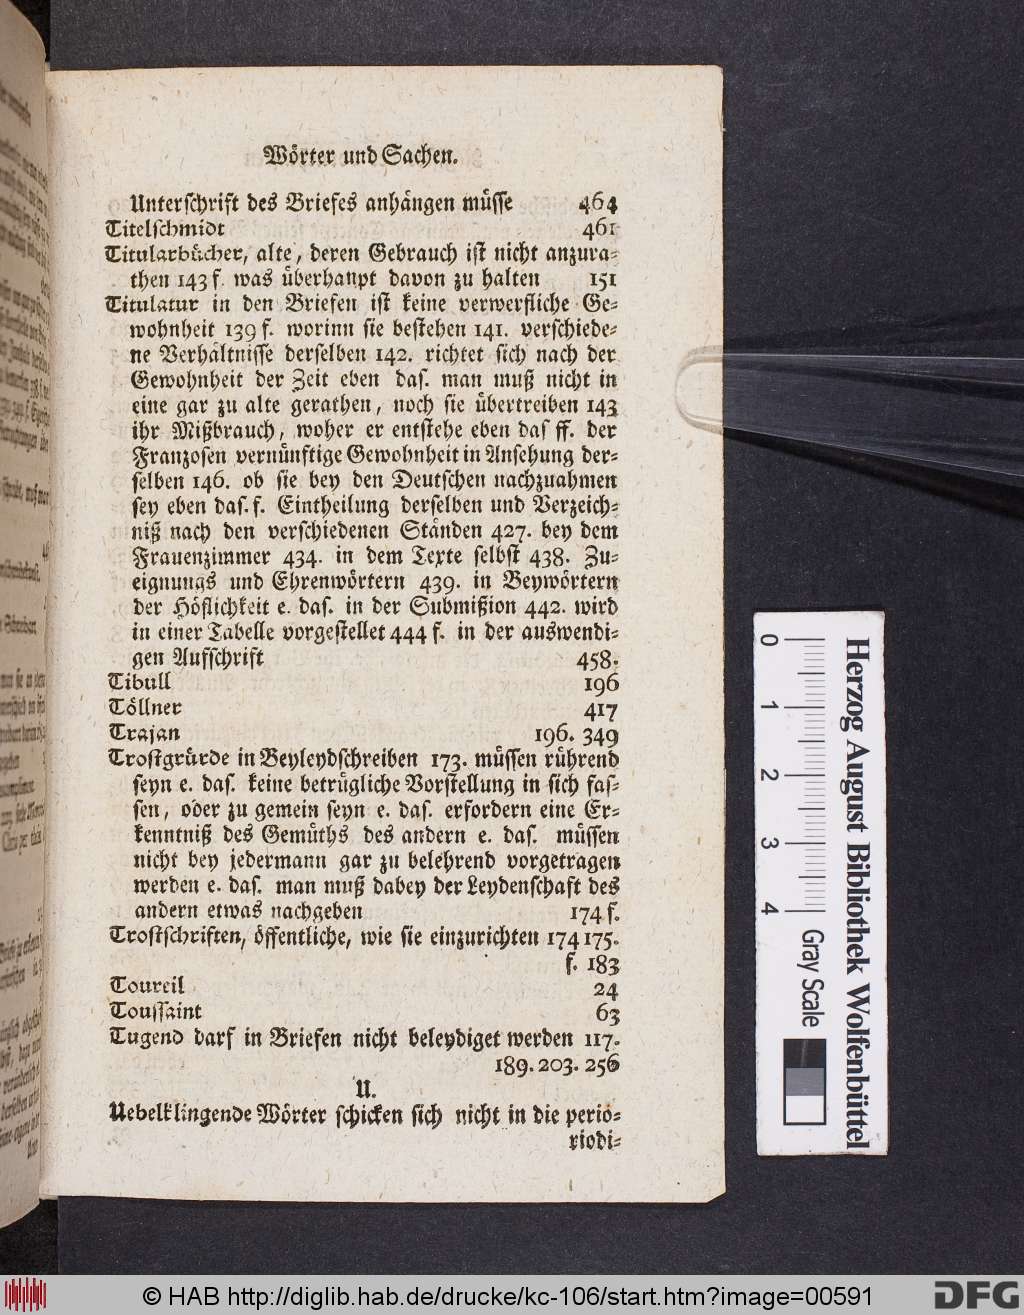 Wörter und Sachen.
Unterschrift des Briefes anhängen müsse 464
Titelschmidt 461
Titularbücher, alte, deren Gebrauch ist nicht anzura-
then 143 f. was überhaupt davon zu halten 151
Titulatur in den Briefen ist keine verwerfliche Ge-
wohnheit 139 f. worinn sie bestehen 141. verschiede-
ne Verhältnisse derselben 142. richtet sich nach der
Gewohnheit der Zeit eben das. man muß nicht in
eine gar zu alte gerathen, noch sie übertreiben 143
ihr Mißbrauch, woher er entstehe eben das ff. der
Franzosen vernünftige Gewohnheit in Ansehung der-
selben 146. ob sie bey den Deutschen nachzuahmen
sey eben das. f. Eintheilung derselben und Verzeich-
niß nach den verschiedenen Ständen 427. bey dem
Frauenzimmer 434. in dem Texte selbst 438. Zu-
eignungs und Ehrenwörtern 439. in Beywörtern
der Höflichkeit e. das. in der Submißion 442. wird
in einer Tabelle vorgestellet 444 f. in der auswendi-
gen Aufschrift 458.
Tibull 196
Töllner 417
Trajan 196. 349
Trostgründe in Beyleydschreiben 173. müssen rührend
seyn e. das. keine betrügliche Vorstellung in sich fas-
sen, oder zu gemein seyn e. das. erfordern eine Er-
kenntniß des Gemüths des andern e. das. müssen
nicht bey jedermann gar zu belehrend vorgetragen
werden e. das. man muß dabey der Leydenschaft des
andern etwas nachgeben 174 f.
Trostschriften, öffentliche, wie sie einzurichten 174 175.
f. 183
Toureil 24
Toussaint 63
Tugend darf in Briefen nicht beleydiget werden 117.
189. 203. 256
U.
Uebelklingende Wörter schicken sich nicht in die perio-
riodi-
0 1 2 3 4
Gray Scale
Herzog August Bibliothek Wolfenbüttel
© HAB http://diglib.hab.de/drucke/kc-106/start.htm?image=00591
DFG